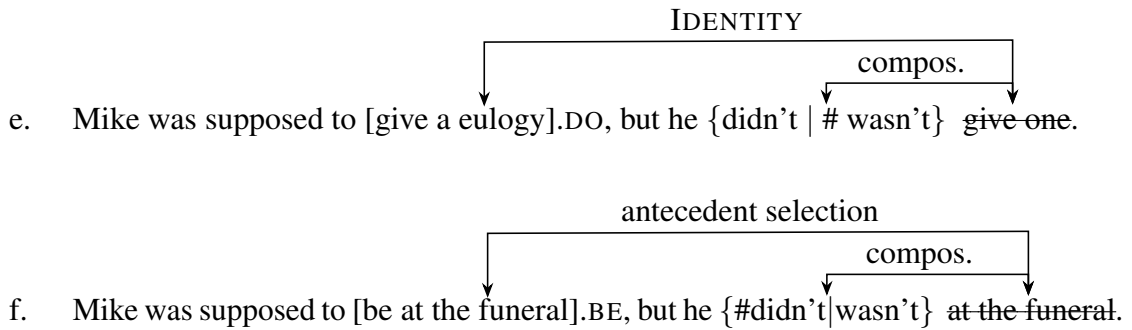 IDENTITY
compos.
e. Mike was supposed to [give a eulogy].DO, but he {didn't | # wasn't} give one.
antecedent selection
compos.
f. Mike was supposed to [be at the funeral].BE, but he {#didn't|wasn't} at the funeral.